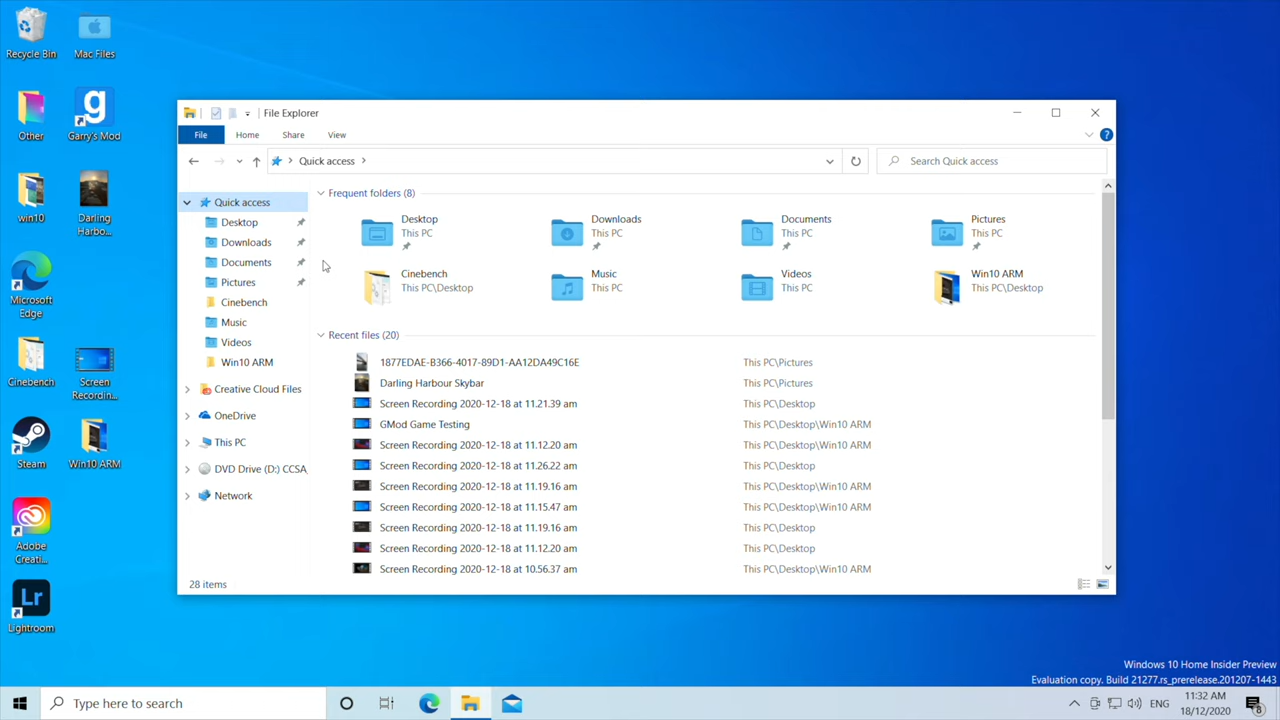 Recycle Bin
Mac Files
Other
Garry's Mod
win10
Darling
Harbo...
Microsoft
Edge
Cinebench
Screen
Recordin...
Steam
Win10 ARM
Adobe
Creati...
Lr
Lightroom
File Explorer
File Home Share View
Quick access
Search Quick access
Quick access
Desktop
Downloads
Documents
Pictures
Cinebench
Music
Videos
Win10 ARM
Creative Cloud Files
OneDrive
This PC
DVD Drive (D:) CCSA
Network
Frequent folders (8)
Desktop
This PC
Downloads
This PC
Documents
This PC
Pictures
This PC
Cinebench
This PC\Desktop
Music
This PC
Videos
This PC
Win10 ARM
This PC\Desktop
Recent files (20)
1877EDAE-B366-4017-89D1-AA12DA49C16E This PC\Pictures
Darling Harbour Skybar This PC\Pictures
Screen Recording 2020-12-18 at 11.21.39 am This PC\Desktop
GMod Game Testing This PC\Desktop\Win10 ARM
Screen Recording 2020-12-18 at 11.12.20 am This PC\Desktop\Win10 ARM
Screen Recording 2020-12-18 at 11.26.22 am This PC\Desktop
Screen Recording 2020-12-18 at 11.19.16 am This PC\Desktop\Win10 ARM
Screen Recording 2020-12-18 at 11.15.47 am This PC\Desktop\Win10 ARM
Screen Recording 2020-12-18 at 11.19.16 am This PC\Desktop
Screen Recording 2020-12-18 at 11.12.20 am This PC\Desktop
Screen Recording 2020-12-18 at 10.56.37 am This PC\Desktop\Win10 ARM
28 items
Windows 10 Home Insider Preview
Evaluation copy. Build 21277.rs_prerelease.201207-1443
Type here to search
ENG
11:32 AM
18/12/2020
8